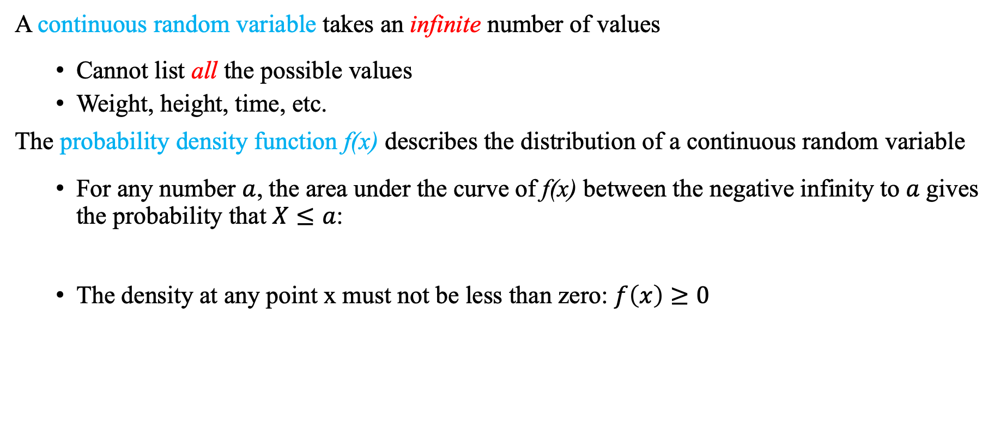 A continuous random variable takes an infinite number of values
• Cannot list all the possible values
• Weight, height, time, etc.
The probability density function f(x) describes the distribution of a continuous random variable
• For any number a, the area under the curve of f(x) between the negative infinity to a gives
the probability that X ≤ a:
• The density at any point x must not be less than zero: f(x) ≥ 0